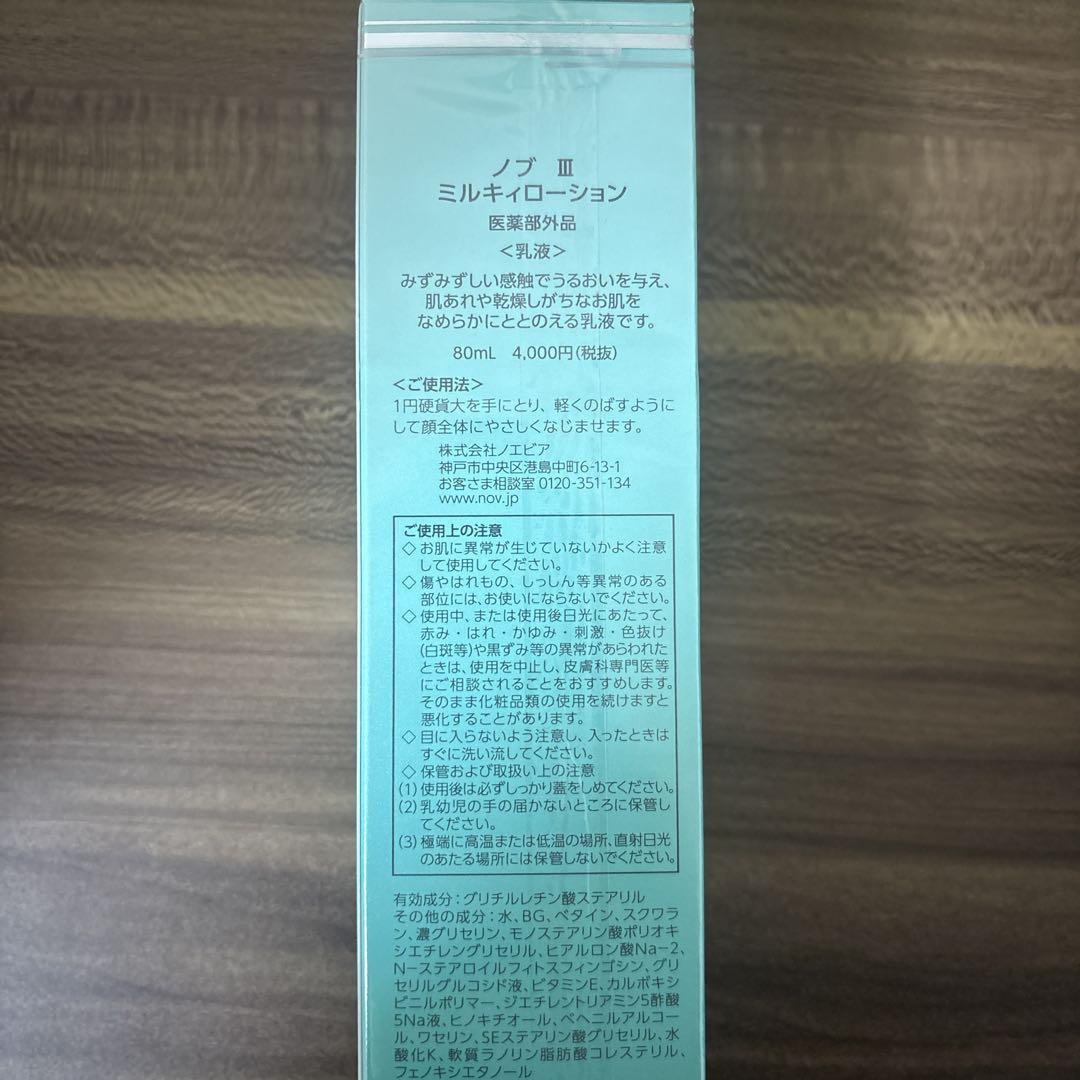 ノブ Ⅲ
ミルキィローション
医薬部外品
＜乳液＞
みずみずしい感触でうるおいを与え、
肌あれや乾燥しがちなお肌を
なめらかにととのえる乳液です。
80mL 4,000円(税抜)
＜ご使用法＞
1円硬貨大を手にとり、軽くのばすように
して顔全体にやさしくなじませます。
株式会社ノエビア
神戸市中央区港島中町6-13-1
お客さま相談室 0120-351-134
www.nov.jp
ご使用上の注意
◇お肌に異常が生じていないかよく注意
して使用してください。
◇傷やはれもの、しっしん等異常のある
部位には、お使いにならないでください。
◇使用中、または使用後日光にあたって、
赤み・はれ・かゆみ・刺激・色抜け
(白斑等)や黒ずみ等の異常があらわれた
ときは、使用を中止し、皮膚科専門医等
にご相談されることをおすすめします。
そのまま化粧品類の使用を続けますと
悪化することがあります。
◇目に入らないよう注意し、入ったときは
すぐに洗い流してください。
◇保管および取扱い上の注意
(1)使用後は必ずしっかり蓋をしめてください。
(2)乳幼児の手の届かないところに保管し
てください。
(3)極端に高温または低温の場所、直射日光
のあたる場所には保管しないでください。
有効成分：グリチルレチン酸ステアリル
その他の成分：水、BG、ベタイン、スクワラ
ン、濃グリセリン、モノステアリン酸ポリオキ
シエチレングリセリル、ヒアルロン酸Na-2、
N-ステアロイルフィトスフィンゴシン、グリ
セリルグルコシド液、ビタミンE、カルボキシ
ビニルポリマー、ジエチレントリアミン5酢酸
5Na液、ヒノキチオール、ベヘニルアルコー
ル、ワセリン、SEステアリン酸グリセリル、水
酸化K、軟質ラノリン脂肪酸コレステリル、
フェノキシエタノール